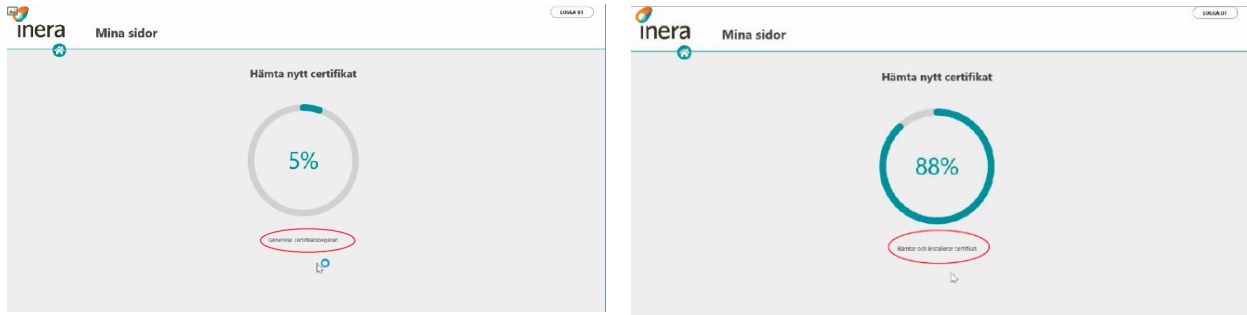 LOGGA UT
inera
Mina sidor
Hämta nytt certifikat
5%
Genererar certifikatsbegäran
LOGGA UT
inera
Mina sidor
Hämta nytt certifikat
88%
Hämtar och installerar certifikat